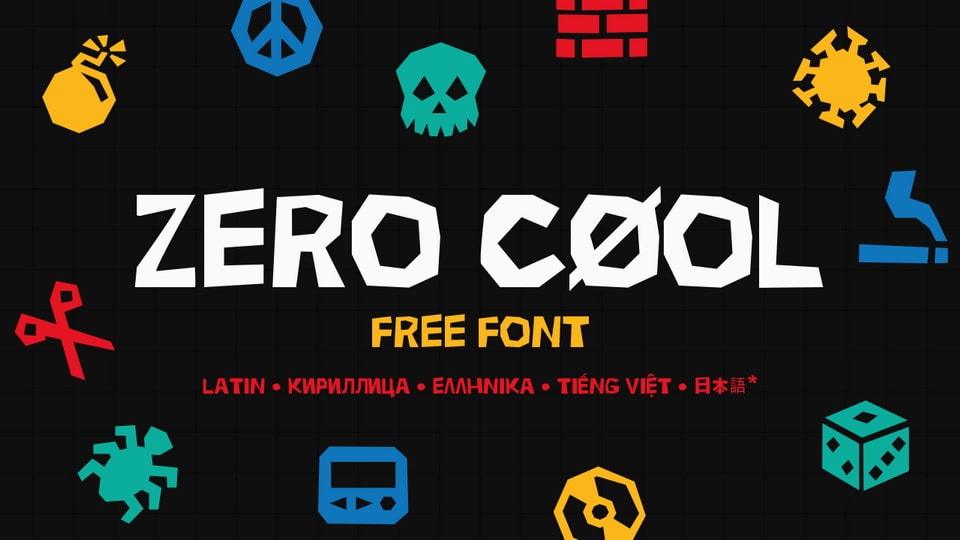 ZERO CØOL
FREE FONT
LATIN • КИРИЛЛИЦА • ΕΛΛΗΝΙΚΑ • TIẾNG VIỆT • 日本語*